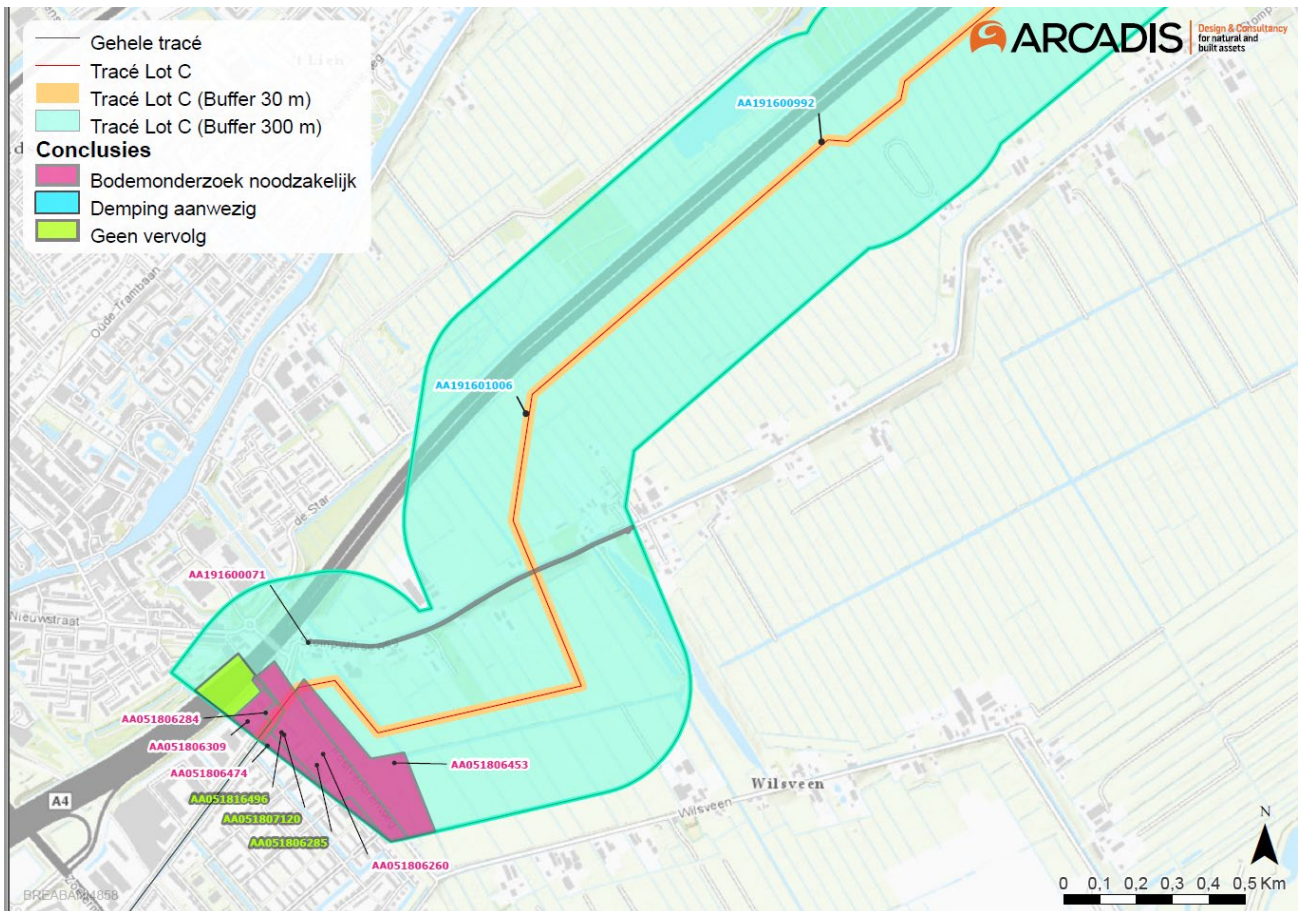 Gehele tracé
Tracé Lot C
Tracé Lot C (Buffer 30 m)
Tracé Lot C (Buffer 300 m)
Conclusies
Bodemonderzoek noodzakelijk
Demping aanwezig
Geen vervolg
ARCADIS
Design & Consultancy
for natural and
built assets
't Lien
Stomp
AA191600992
Oude-Trambaan
AA191601006
de Star
AA191600071
Nieuwstraat
AA051806284
AA051806309
AA051806474
AA051806453
AA051816496
AA051807120
AA051806285
AA051806260
Wilsveen
Wilsveen
A4
N
0 0,1 0,2 0,3 0,4 0,5 Km